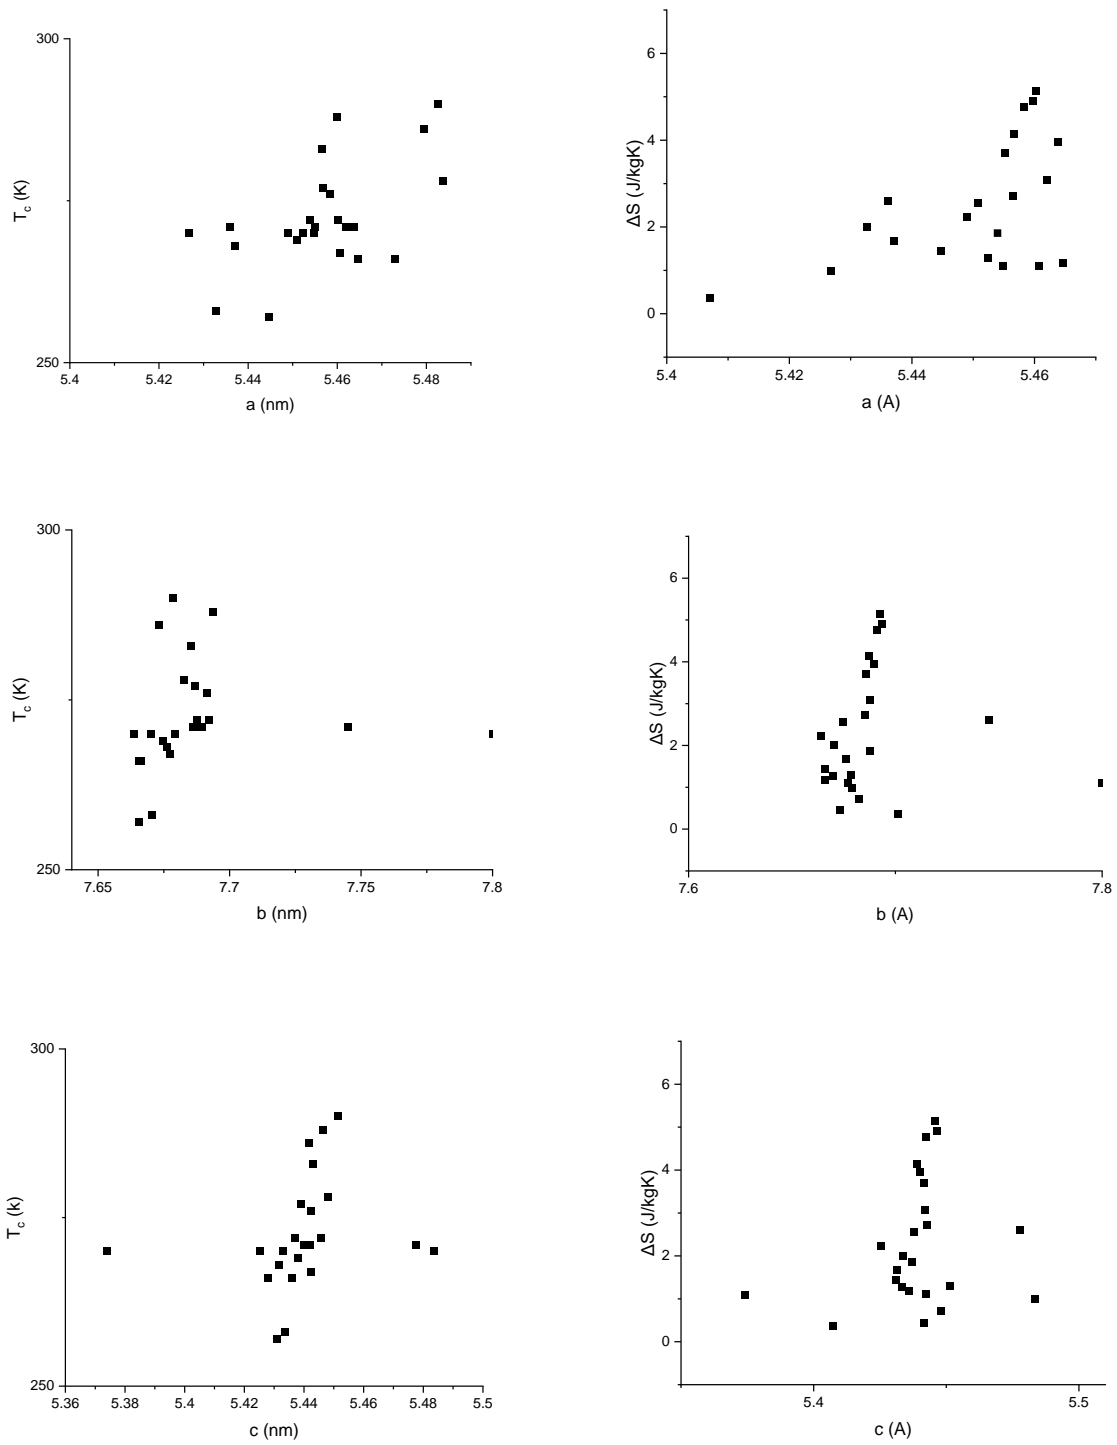 300
T_c (K)
250
5.4 5.42 5.44 5.46 5.48
a (nm)
6
4
ΔS (J/kgK)
2
0
5.4 5.42 5.44 5.46
a (A)
300
T_c (K)
250
7.65 7.7 7.75 7.8
b (nm)
6
4
ΔS (J/kgK)
2
0
7.6 7.8
b (A)
300
T_c (k)
250
5.36 5.38 5.4 5.42 5.44 5.46 5.48 5.5
c (nm)
6
4
ΔS (J/kgK)
2
0
5.4 5.5
c (A)